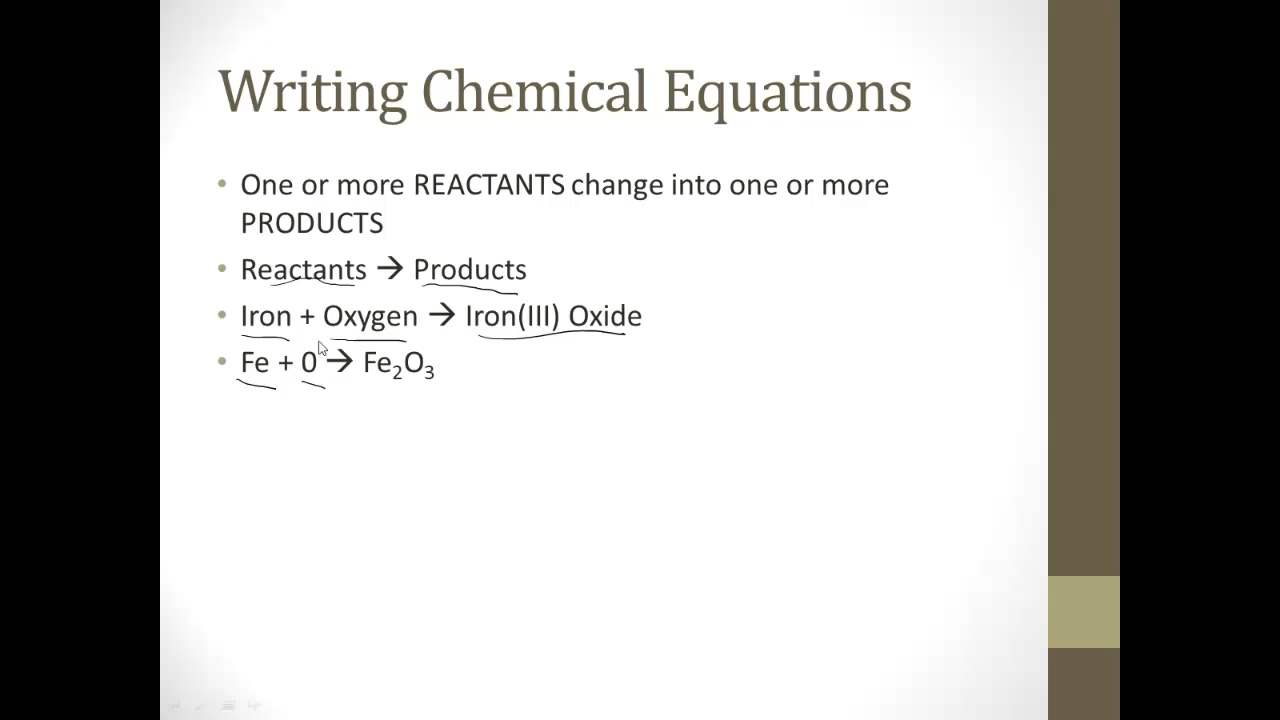 Writing Chemical Equations
• One or more REACTANTS change into one or more
PRODUCTS
• Reactants → Products
• Iron + Oxygen → Iron(III) Oxide
• Fe + 0 → Fe₂O₃